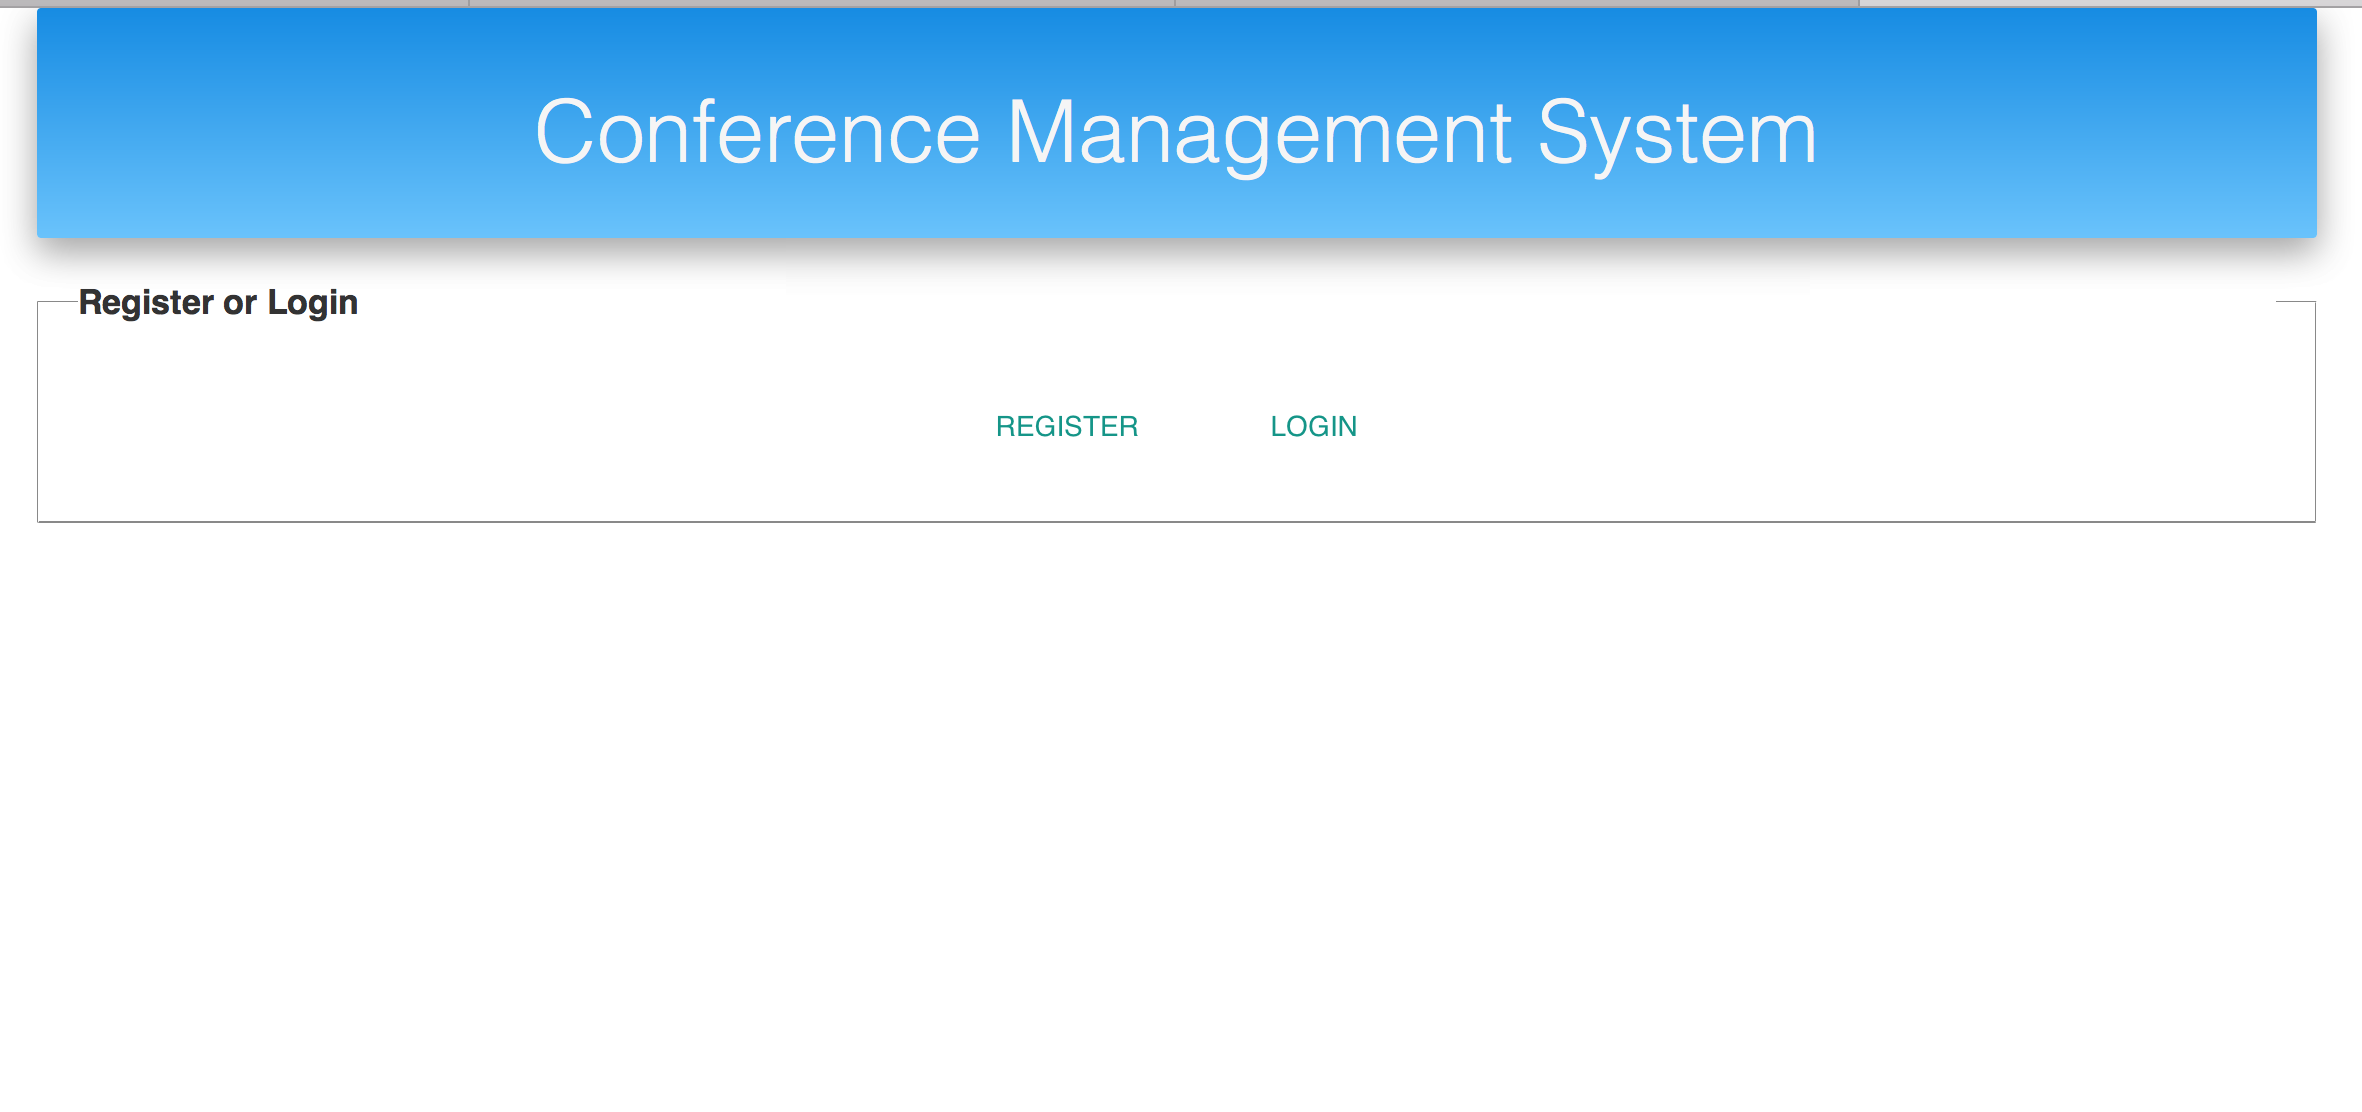 Conference Management System
Register or Login
REGISTER LOGIN